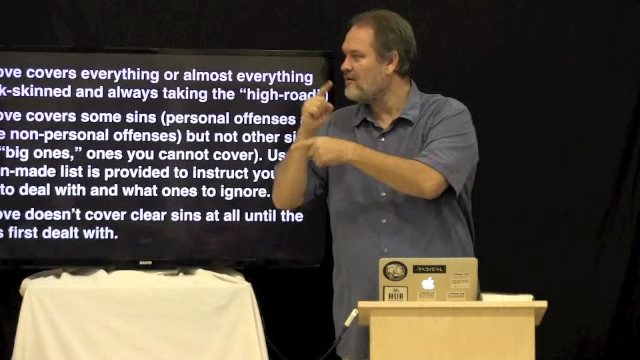 ove covers everything or almost everything
k-skinned and always taking the "high-road")
ove covers some sins (personal offenses
e non-personal offenses) but not other si
"big ones," ones you cannot cover). Us
n-made list is provided to instruct you
to deal with and what ones to ignore.
ove doesn't cover clear sins at all until the
s first dealt with.
RADICAL
HUB